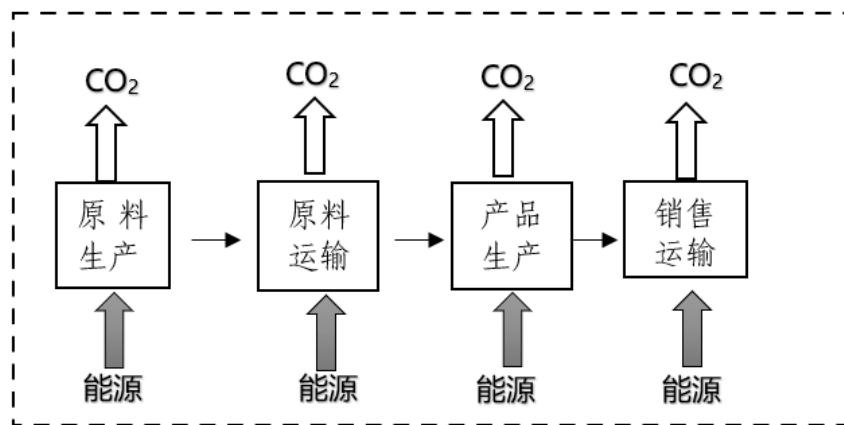 CO₂ CO₂ CO₂ CO₂
原 料 原料 产品 销售
生产 运输 生产 运输
能源 能源 能源 能源